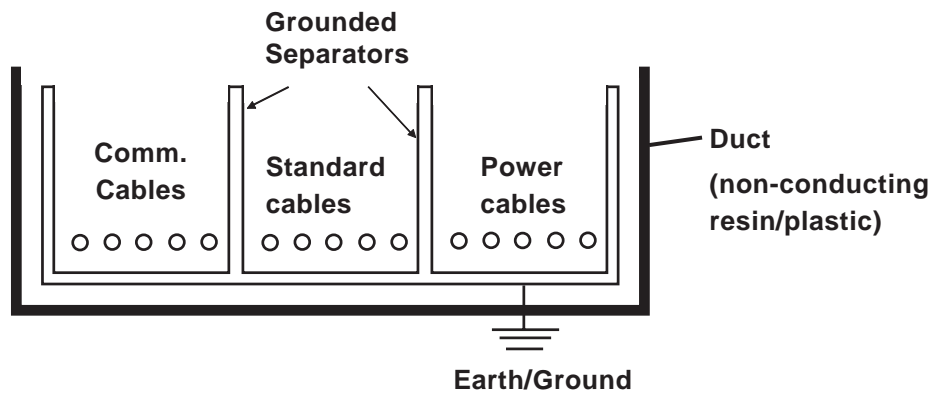 Grounded
Separators
Comm.
Cables
Standard
cables
Power
cables
Duct
(non-conducting
resin/plastic)
Earth/Ground